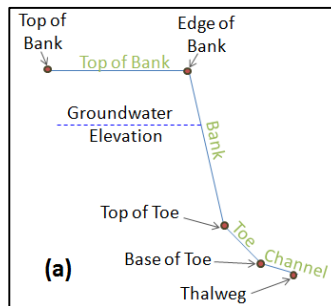 Top of
Bank
Edge of
Bank
Top of Bank
Groundwater
Elevation
Bank
Top of Toe
Toe
Channel
Base of Toe
(a)
Thalweg